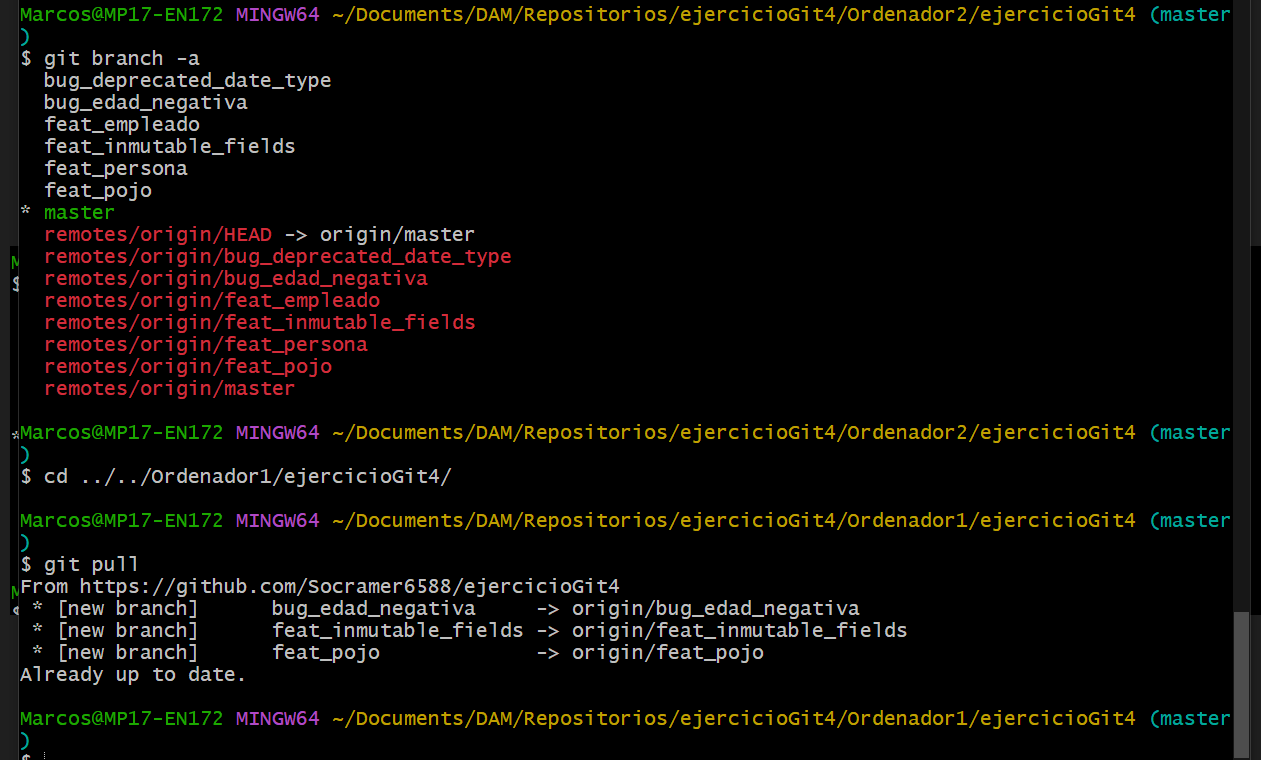 Marcos@MP17-EN172 MINGW64 ~/Documents/DAM/Repositorios/ejercicioGit4/Ordenador2/ejercicioGit4 (master
)
$ git branch -a
  bug_deprecated_date_type
  bug_edad_negativa
  feat_empleado
  feat_inmutable_fields
  feat_persona
  feat_pojo
* master
  remotes/origin/HEAD -> origin/master
  remotes/origin/bug_deprecated_date_type
  remotes/origin/bug_edad_negativa
  remotes/origin/feat_empleado
  remotes/origin/feat_inmutable_fields
  remotes/origin/feat_persona
  remotes/origin/feat_pojo
  remotes/origin/master
Marcos@MP17-EN172 MINGW64 ~/Documents/DAM/Repositorios/ejercicioGit4/Ordenador2/ejercicioGit4 (master
)
$ cd ../../Ordenador1/ejercicioGit4/
Marcos@MP17-EN172 MINGW64 ~/Documents/DAM/Repositorios/ejercicioGit4/Ordenador1/ejercicioGit4 (master
)
$ git pull
From https://github.com/Socramer6588/ejercicioGit4
 * [new branch]      bug_edad_negativa     -> origin/bug_edad_negativa
 * [new branch]      feat_inmutable_fields -> origin/feat_inmutable_fields
 * [new branch]      feat_pojo             -> origin/feat_pojo
Already up to date.
Marcos@MP17-EN172 MINGW64 ~/Documents/DAM/Repositorios/ejercicioGit4/Ordenador1/ejercicioGit4 (master
)
$